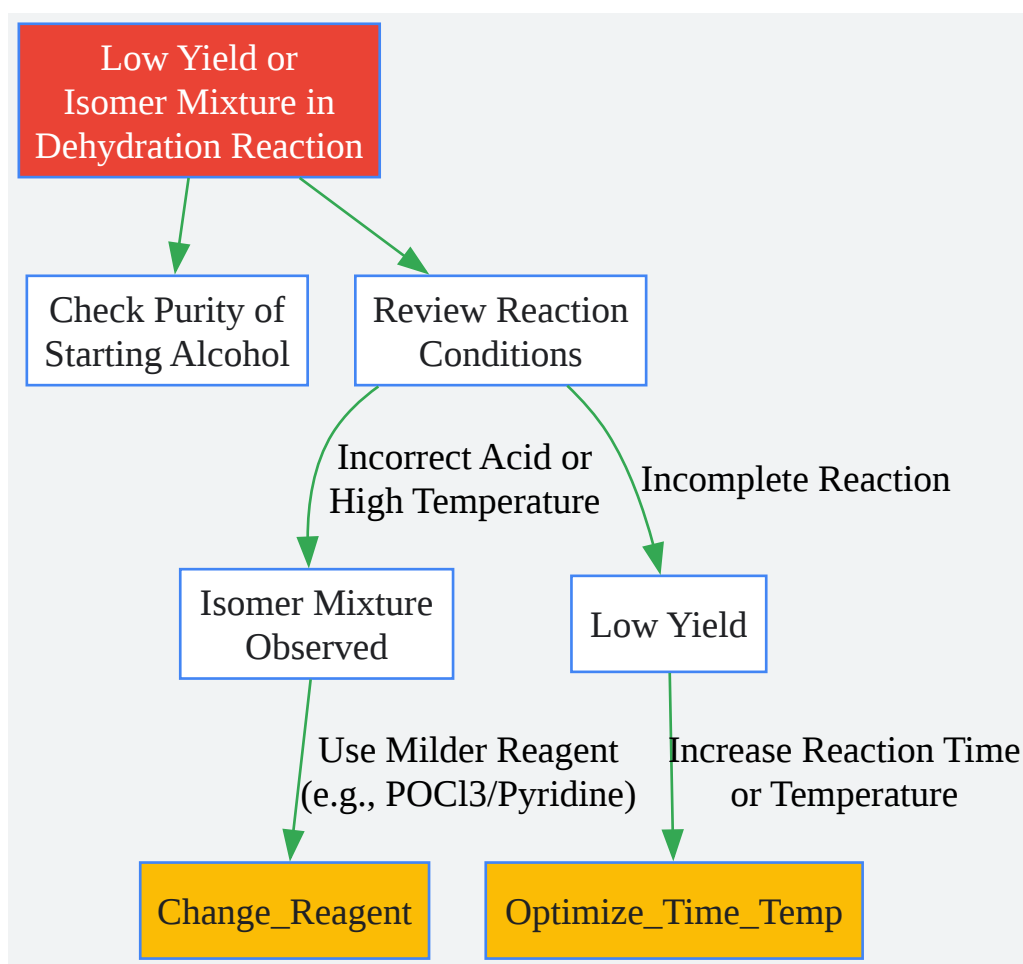 Low Yield or
Isomer Mixture in
Dehydration Reaction
Check Purity of
Starting Alcohol
Review Reaction
Conditions
Incorrect Acid or
High Temperature
Incomplete Reaction
Isomer Mixture
Observed
Low Yield
Use Milder Reagent
(e.g., POCl3/Pyridine)
Increase Reaction Time
or Temperature
Change_Reagent
Optimize_Time_Temp